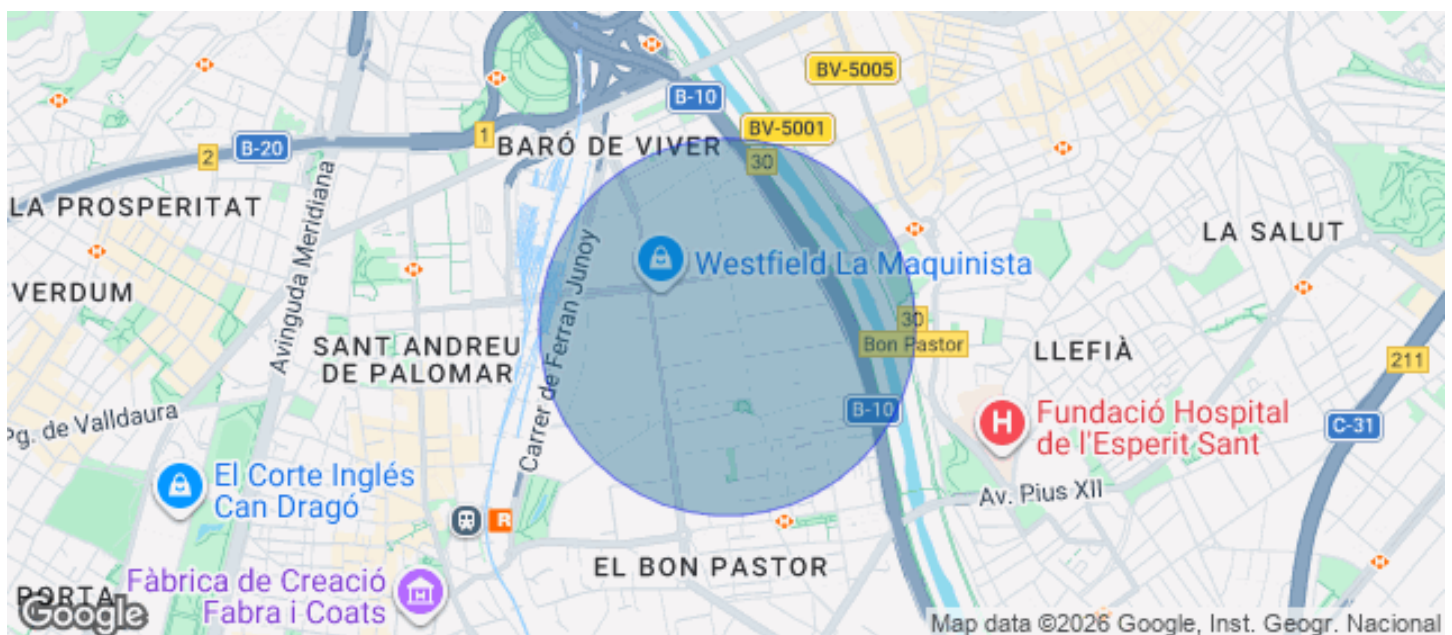 BV-5005
B-10
BV-5001
1
BARÓ DE VIVER
B-20
2
30
LA PROSPERITAT
Avinguda Meridiana
LA SALUT
Westfield La Maquinista
VERDUM
Carrer de Ferran Junoy
SANT ANDREU
DE PALOMAR
30
Bon Pastor
LLEFIÀ
211
Pg. de Valldaura
B-10
Fundació Hospital
de l'Esperit Sant
C-31
El Corte Inglés
Can Dragó
Av. Pius XII
R
EL BON PASTOR
Fàbrica de Creació
Fabra i Coats
PORTA
Google
Map data ©2026 Google, Inst. Geogr. Nacional